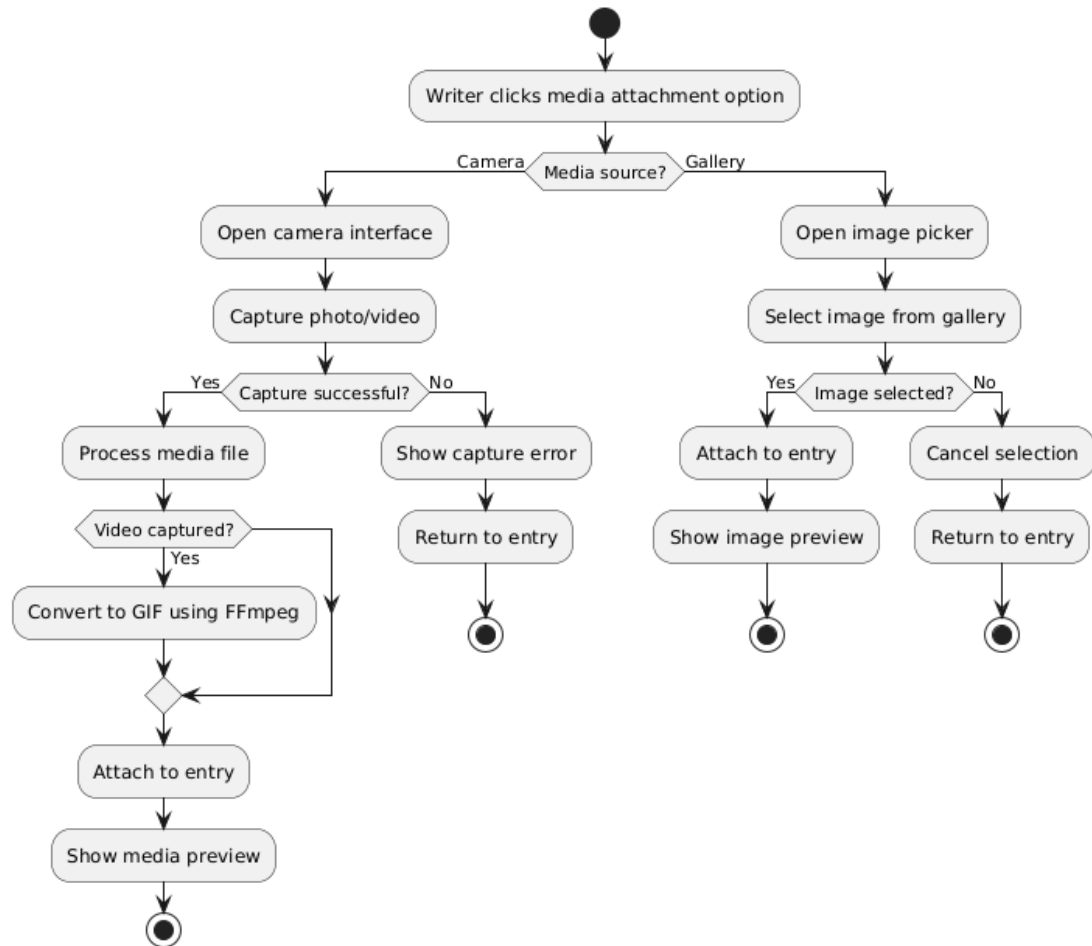 Writer clicks media attachment option
Camera
Media source?
Gallery
Open camera interface
Open image picker
Capture photo/video
Select image from gallery
Yes
Capture successful?
No
Yes
Image selected?
No
Process media file
Show capture error
Attach to entry
Cancel selection
Video captured?
Return to entry
Show image preview
Return to entry
Yes
Convert to GIF using FFmpeg
Attach to entry
Show media preview